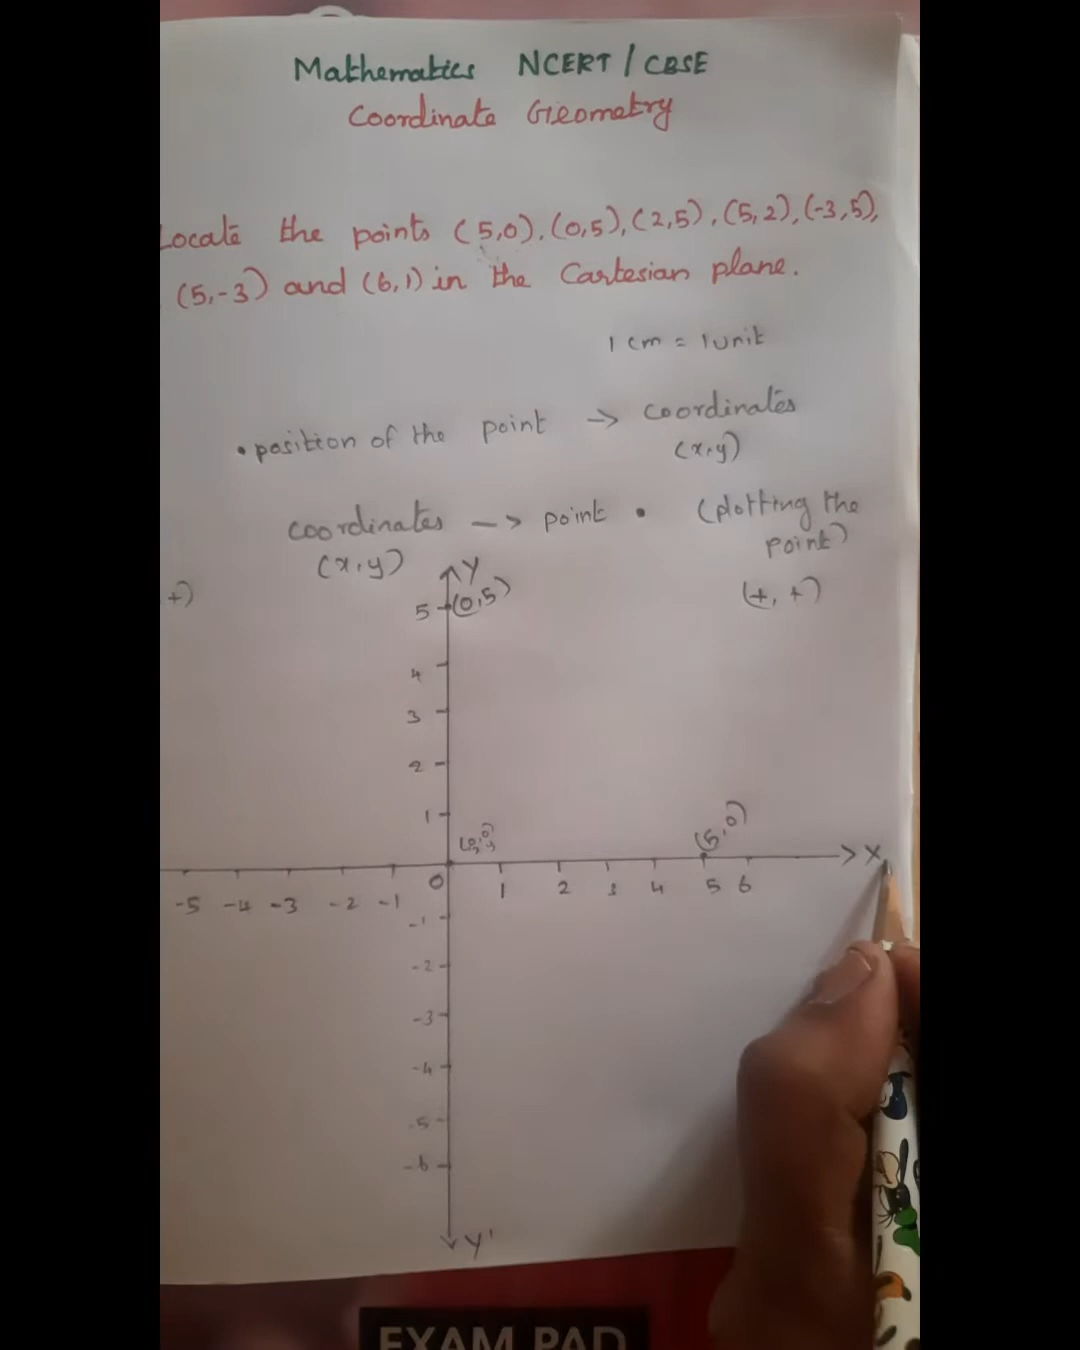 Mathematics NCERT / CBSE
Coordinate Geometry
Locate the points (5,0), (0,5), (2,5), (5,2), (-3,5),
(5,-3) and (6,1) in the Cartesian plane.
1 cm = 1 unit
• position of the point -> coordinates
(x,y)
coordinates --> point • (plotting the
point)
(x,y)
Y
+)
(+, +)
5 (0,5)
4
3
2
1
(0,0)
(5,0)
X
0 1 2 3 4 5 6
-5 -4 -3 -2 -1
-1
-2
-3
-4
-5
-6
Y'
EXAM PAD